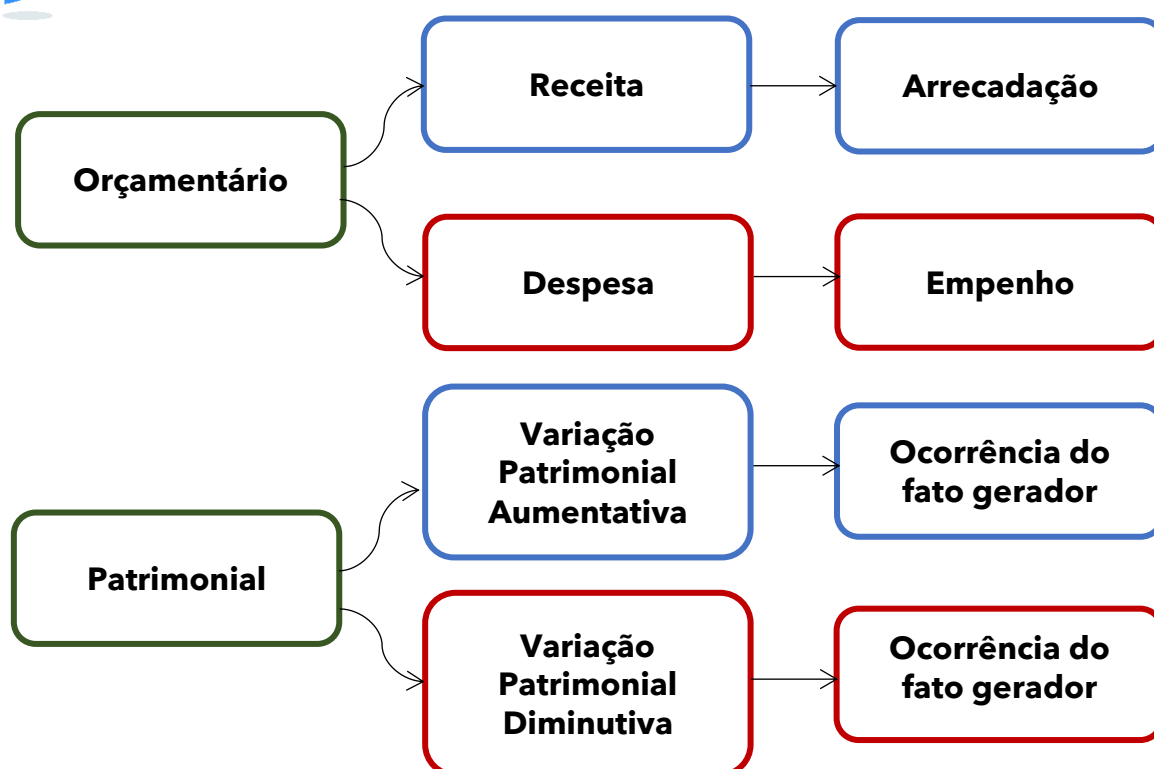 Receita
Arrecadação
Orçamentário
Despesa
Empenho
Variação
Patrimonial
Aumentativa
Ocorrência do
fato gerador
Patrimonial
Variação
Patrimonial
Diminutiva
Ocorrência do
fato gerador